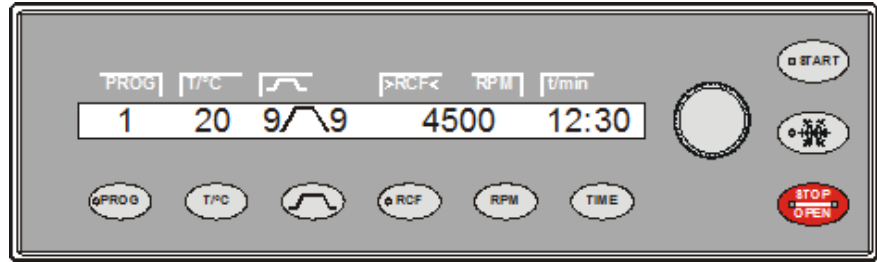 START
PROG T/°C >RCF< RPM t/min
1 20 9 9 4500 12:30
PROG T/°C RCF RPM TIME
STOP
OPEN